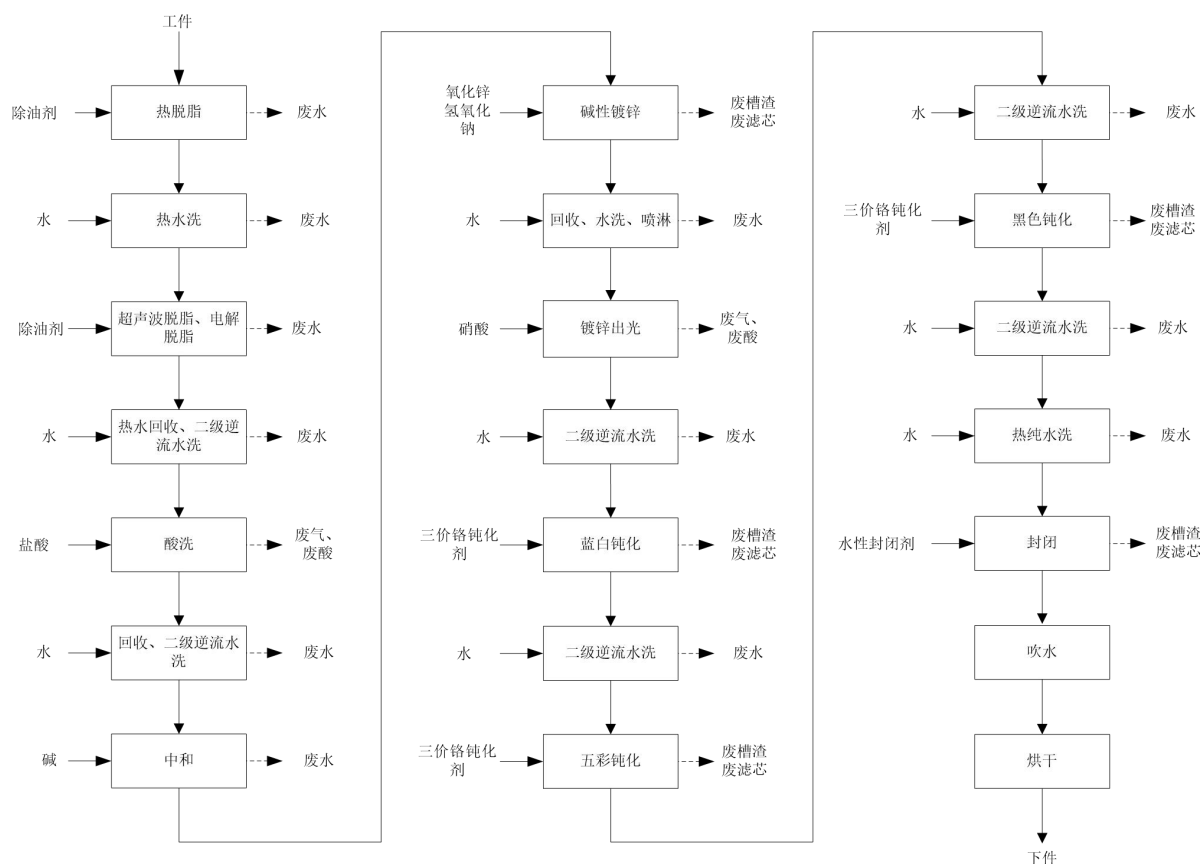 工件
除油剂
热脱脂
废水
水
热水洗
废水
除油剂
超声波脱脂、电解
脱脂
废水
水
热水回收、二级逆
流水洗
废水
盐酸
酸洗
废气、
废酸
水
回收、二级逆流水
洗
废水
碱
中和
废水
氧化锌
氢氧化
钠
碱性镀锌
废槽渣
废滤芯
水
回收、水洗、喷淋
废水
硝酸
镀锌出光
废气、
废酸
水
二级逆流水洗
废水
三价铬钝化
剂
蓝白钝化
废槽渣
废滤芯
水
二级逆流水洗
废水
三价铬钝化
剂
五彩钝化
废槽渣
废滤芯
水
二级逆流水洗
废水
三价铬钝化
剂
黑色钝化
废槽渣
废滤芯
水
二级逆流水洗
废水
水
热纯水洗
废水
水性封闭剂
封闭
废槽渣
废滤芯
吹水
烘干
下件